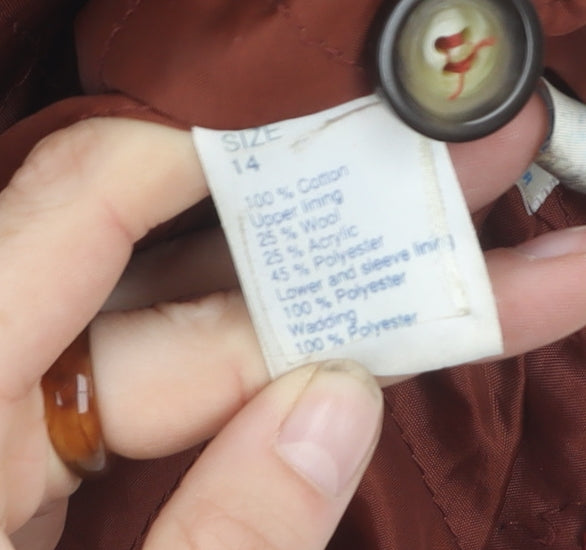 SIZE
14
100 % Cotton
Upper lining
25 % Wool
25 % Acrylic
45 % Polyester
Lower and sleeve lining
100 % Polyester
Wadding
100 % Polyester